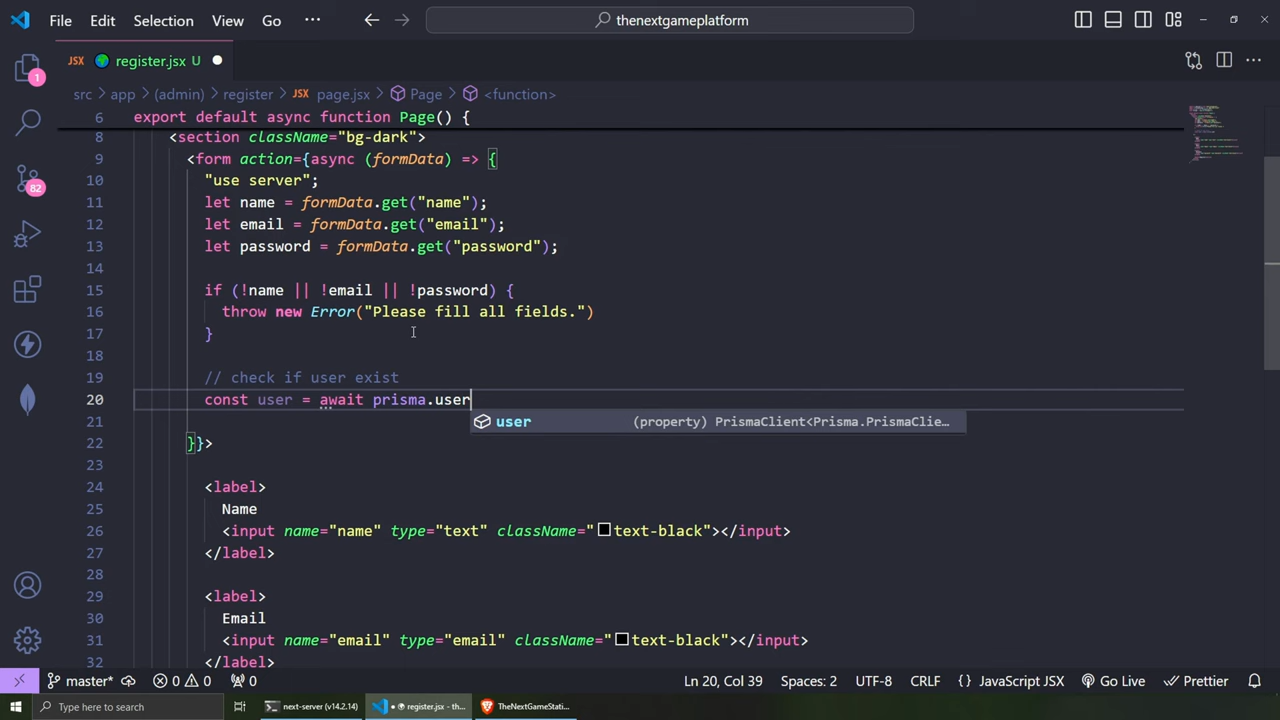 File Edit Selection View Go ··· thenextgameplatform
JSX register.jsx U
1
src app (admin) register JSX page.jsx Page <function>
6 export default async function Page() {
8 <section className="bg-dark">
9 <form action={async (formData) => {
10 "use server";
11 let name = formData.get("name");
12 let email = formData.get("email");
13 let password = formData.get("password");
14
15 if (!name || !email || !password) {
16 throw new Error("Please fill all fields.")
17 }
18
19 // check if user exist
20 const user = await prisma.user
21
22 }}>
23
24 <label>
25 Name
26 <input name="name" type="text" className="text-black"></input>
27 </label>
28
29 <label>
30 Email
31 <input name="email" type="email" className="text-black"></input>
32 </label>
user (property) PrismaClient<Prisma.PrismaClie…
82
master* 0 0 0 Ln 20, Col 39 Spaces: 2 UTF-8 CRLF {} JavaScript JSX Go Live Prettier
Type here to search next-server (v14.2.14) register.jsx - th... TheNextGameStati...